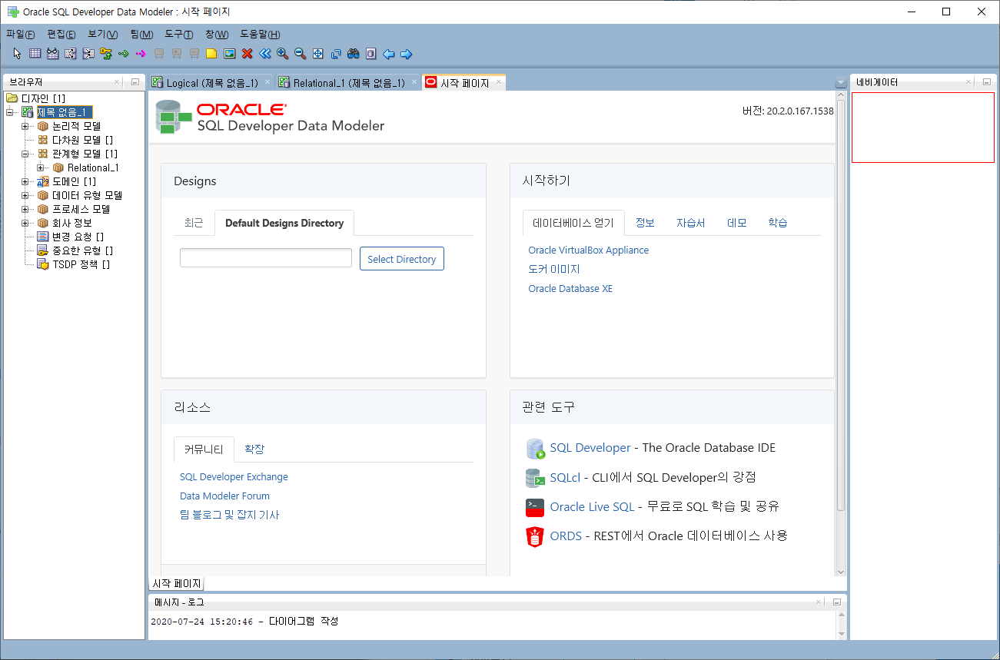 Oracle SQL Developer Data Modeler : 시작 페이지
파일(F) 편집(E) 보기(V) 팀(M) 도구(T) 창(W) 도움말(H)
브라우저
디자인 [1]
제목 없음_1
논리적 모델
다차원 모델 []
관계형 모델 [1]
Relational_1
도메인 [1]
데이터 유형 모델
프로세스 모델
회사 정보
변경 요청 []
중요한 유형 []
TSDP 정책 []
Logical (제목 없음_1) Relational_1 (제목 없음_1) 시작 페이지
ORACLE
SQL Developer Data Modeler
버전: 20.2.0.167.1538
Designs
최근 Default Designs Directory
Select Directory
시작하기
데이터베이스 얻기 정보 자습서 데모 학습
Oracle VirtualBox Appliance
도커 이미지
Oracle Database XE
리소스
커뮤니티 확장
SQL Developer Exchange
Data Modeler Forum
팀 블로그 및 잡지 기사
관련 도구
SQL Developer - The Oracle Database IDE
SQLcl - CLI에서 SQL Developer의 강점
Oracle Live SQL - 무료로 SQL 학습 및 공유
ORDS - REST에서 Oracle 데이터베이스 사용
시작 페이지
메시지 - 로그
2020-07-24 15:20:46 - 다이어그램 작성
네비게이터